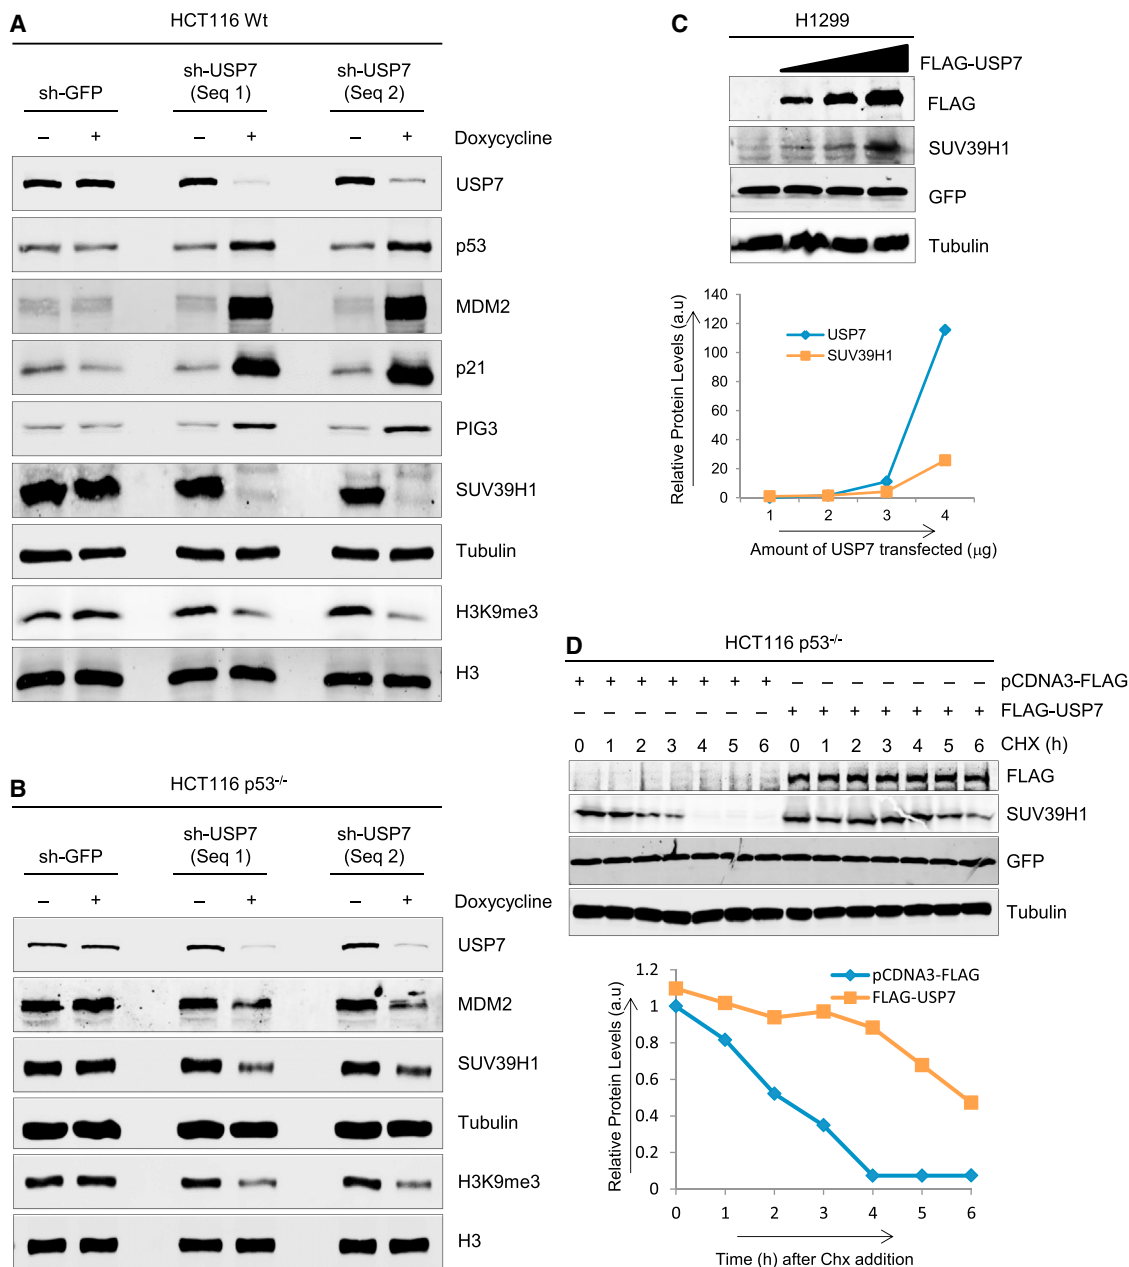 A
HCT116 Wt
sh-GFP
sh-USP7
(Seq 1)
sh-USP7
(Seq 2)
– + – + – + Doxycycline
USP7
p53
MDM2
p21
PIG3
SUV39H1
Tubulin
H3K9me3
H3
B
HCT116 p53-/-
sh-GFP
sh-USP7
(Seq 1)
sh-USP7
(Seq 2)
– + – + – + Doxycycline
USP7
MDM2
SUV39H1
Tubulin
H3K9me3
H3
C
H1299
FLAG-USP7
FLAG
SUV39H1
GFP
Tubulin
Relative Protein Levels (a.u)
140
120
100
80
60
40
20
0
USP7
SUV39H1
1 2 3 4
Amount of USP7 transfected (µg)
D
HCT116 p53-/-
+ + + + + + + – – – – – – – pCDNA3-FLAG
– – – – – – – + + + + + + + FLAG-USP7
0 1 2 3 4 5 6 0 1 2 3 4 5 6 CHX (h)
FLAG
SUV39H1
GFP
Tubulin
Relative Protein Levels (a.u)
1.2
1
0.8
0.6
0.4
0.2
0
pCDNA3-FLAG
FLAG-USP7
0 1 2 3 4 5 6
Time (h) after Chx addition